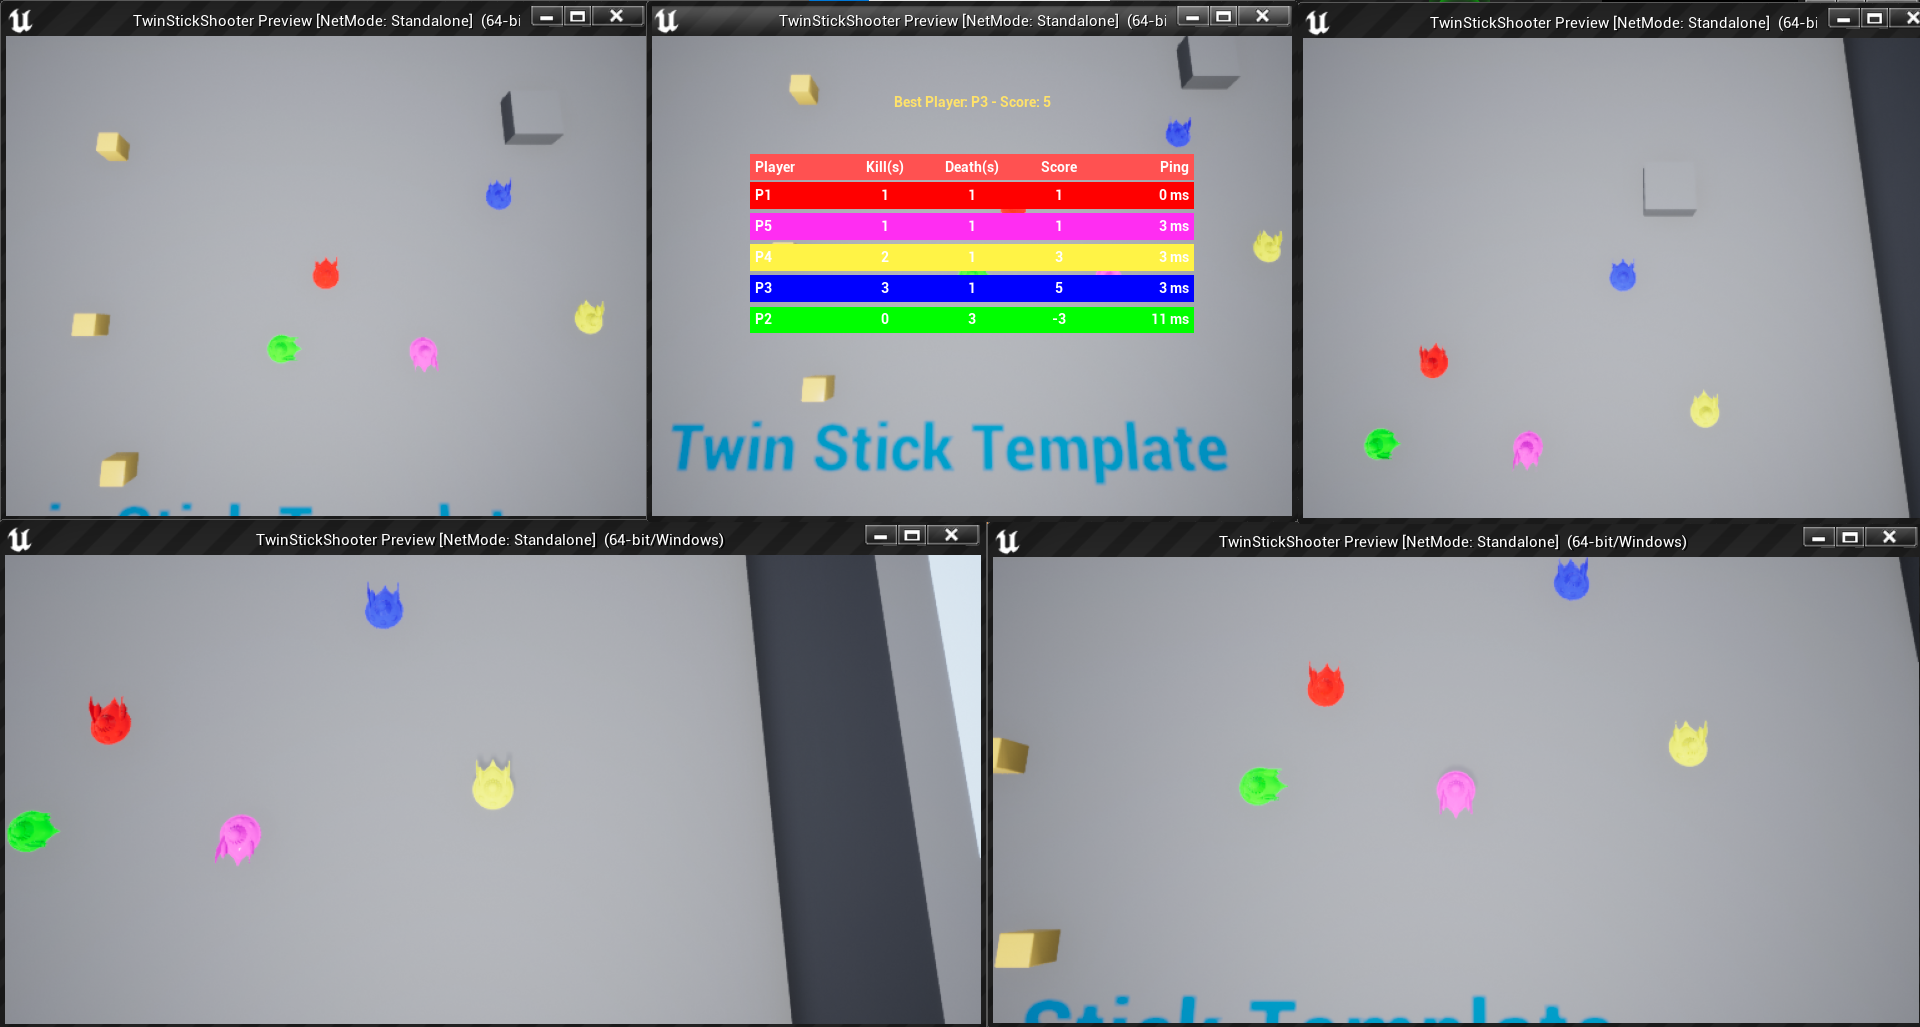 TwinStickShooter Preview [NetMode: Standalone] (64-bi
TwinStickShooter Preview [NetMode: Standalone] (64-bi
TwinStickShooter Preview [NetMode: Standalone] (64-bi
Best Player: P3 - Score: 5
Player Kill(s) Death(s) Score Ping
P1 1 1 1 0 ms
P5 1 1 1 3 ms
P4 2 1 3 3 ms
P3 3 1 5 3 ms
P2 0 3 -3 11 ms
Twin Stick Template
in Stick Templat
TwinStickShooter Preview [NetMode: Standalone] (64-bit/Windows)
TwinStickShooter Preview [NetMode: Standalone] (64-bit/Windows)
Stick Template